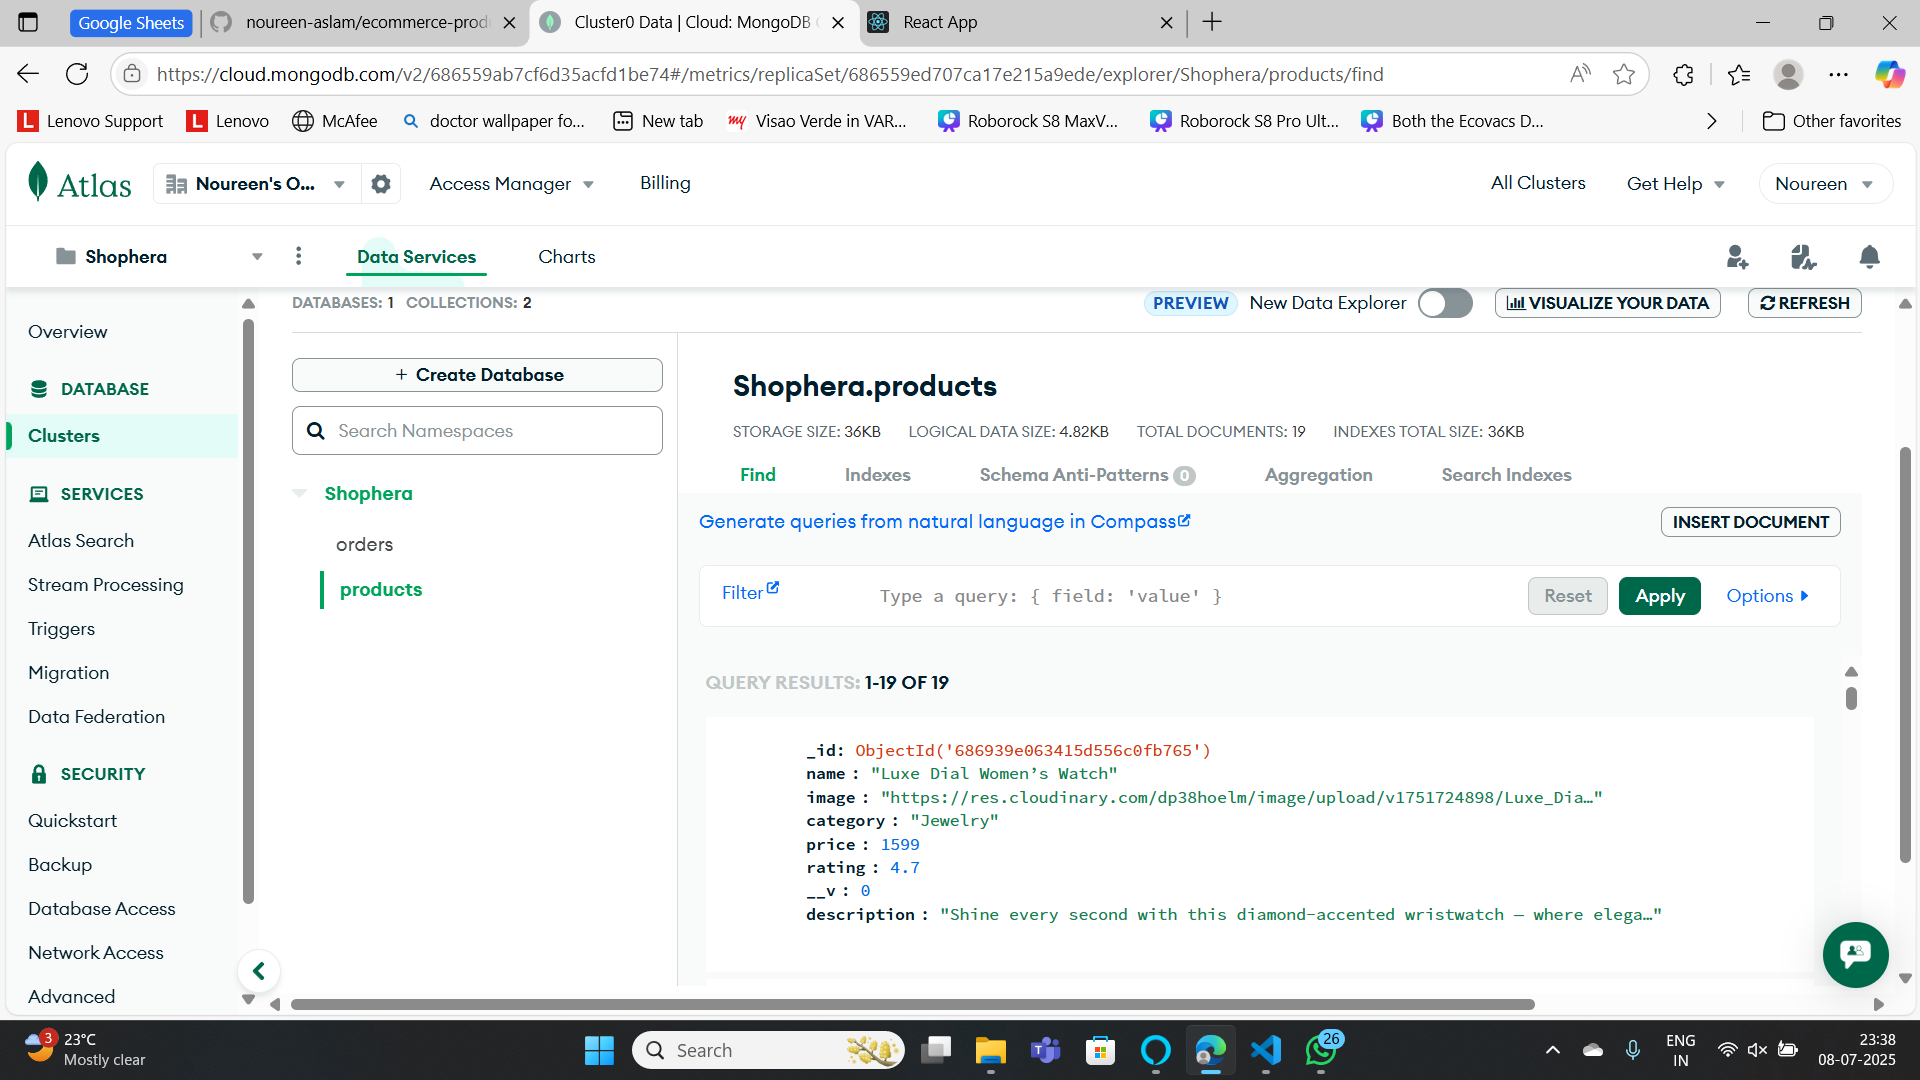 Google Sheets
noureen-aslam/ecommerce-prod
Cluster0 Data | Cloud: MongoDB
React App
https://cloud.mongodb.com/v2/686559ab7cf6d35acfd1be74#/metrics/replicaSet/686559ed707ca17e215a9ede/explorer/Shophera/products/find
Lenovo Support
Lenovo
McAfee
doctor wallpaper fo...
New tab
Visao Verde in VAR...
Roborock S8 MaxV...
Roborock S8 Pro Ult...
Both the Ecovacs D...
Other favorites
Atlas
Noureen's O...
Access Manager
Billing
All Clusters
Get Help
Noureen
Shophera
Data Services
Charts
DATABASES: 1 COLLECTIONS: 2
PREVIEW New Data Explorer
VISUALIZE YOUR DATA
REFRESH
Overview
DATABASE
Clusters
SERVICES
Atlas Search
Stream Processing
Triggers
Migration
Data Federation
SECURITY
Quickstart
Backup
Database Access
Network Access
Advanced
+ Create Database
Search Namespaces
Shophera
orders
products
Shophera.products
STORAGE SIZE: 36KB LOGICAL DATA SIZE: 4.82KB TOTAL DOCUMENTS: 19 INDEXES TOTAL SIZE: 36KB
Find
Indexes
Schema Anti-Patterns 0
Aggregation
Search Indexes
Generate queries from natural language in Compass
INSERT DOCUMENT
Filter
Type a query: { field: 'value' }
Reset
Apply
Options
QUERY RESULTS: 1-19 OF 19
_id: ObjectId('686939e063415d556c0fb765')
name : "Luxe Dial Women’s Watch"
image : "https://res.cloudinary.com/dp38hoelm/image/upload/v1751724898/Luxe_Dia…"
category : "Jewelry"
price : 1599
rating : 4.7
__v : 0
description : "Shine every second with this diamond-accented wristwatch — where elega…"
3
23°C
Mostly clear
Search
26
ENG
IN
23:38
08-07-2025